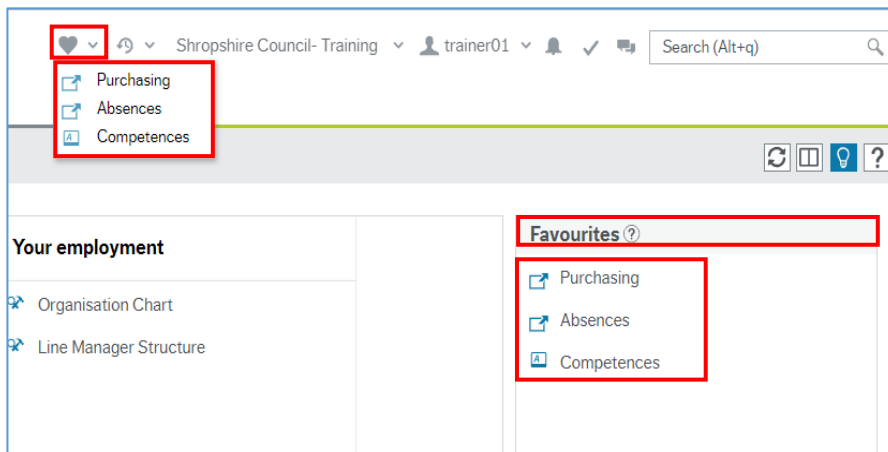 Shropshire Council- Training trainer01 Search (Alt+q)
Purchasing
Absences
Competences
?
Your employment
Organisation Chart
Line Manager Structure
Favourites ?
Purchasing
Absences
Competences